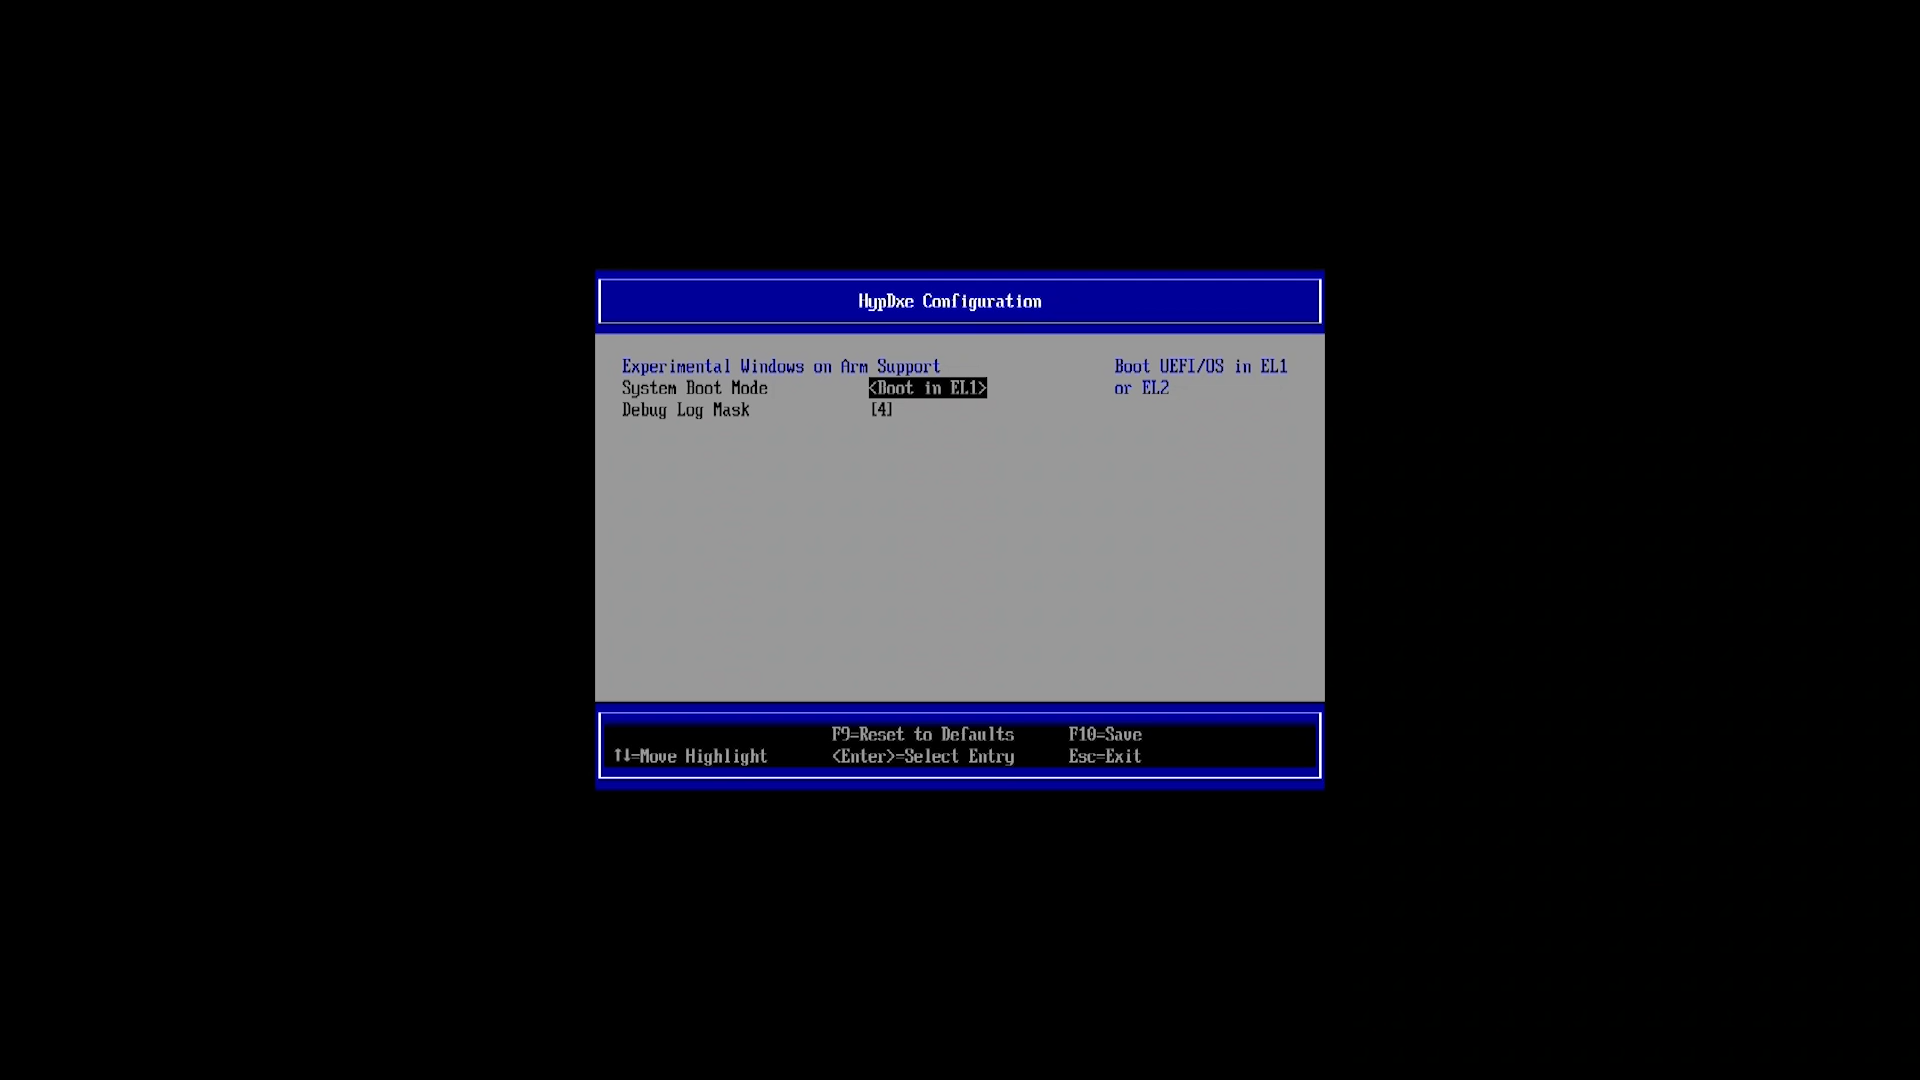 HypDxe Configuration
Experimental Windows on Arm Support
System Boot Mode <Boot in EL1>
Debug Log Mask [4]
Boot UEFI/OS in EL1
or EL2
F9=Reset to Defaults F10=Save
↑↓=Move Highlight <Enter>=Select Entry Esc=Exit